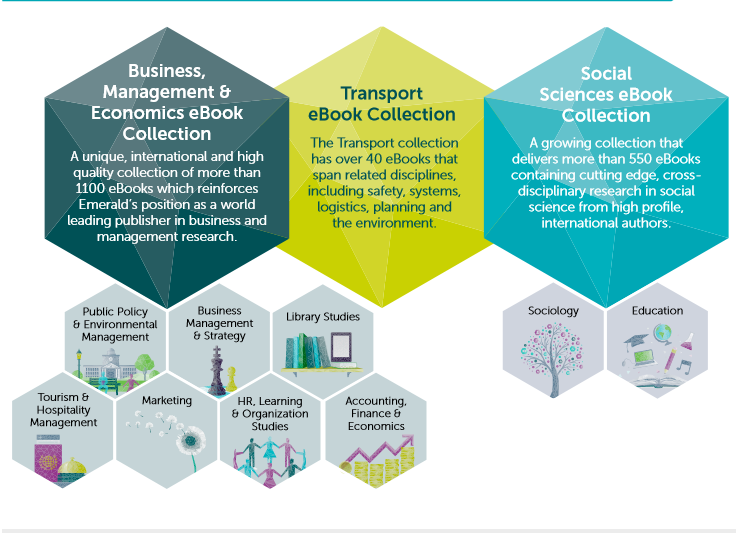 Business,
Management &
Economics eBook
Collection
A unique, international and high
quality collection of more than
1100 eBooks which reinforces
Emerald's position as a world
leading publisher in business and
management research.
Transport
eBook Collection
The Transport collection
has over 40 eBooks that
span related disciplines,
including safety, systems,
logistics, planning and
the environment.
Social
Sciences eBook
Collection
A growing collection that
delivers more than 550 eBooks
containing cutting edge, cross-
disciplinary research in social
science from high profile,
international authors.
Public Policy
& Environmental
Management
Business
Management
& Strategy
Library Studies
Sociology
Education
Tourism &
Hospitality
Management
Marketing
HR, Learning
& Organization
Studies
Accounting,
Finance &
Economics